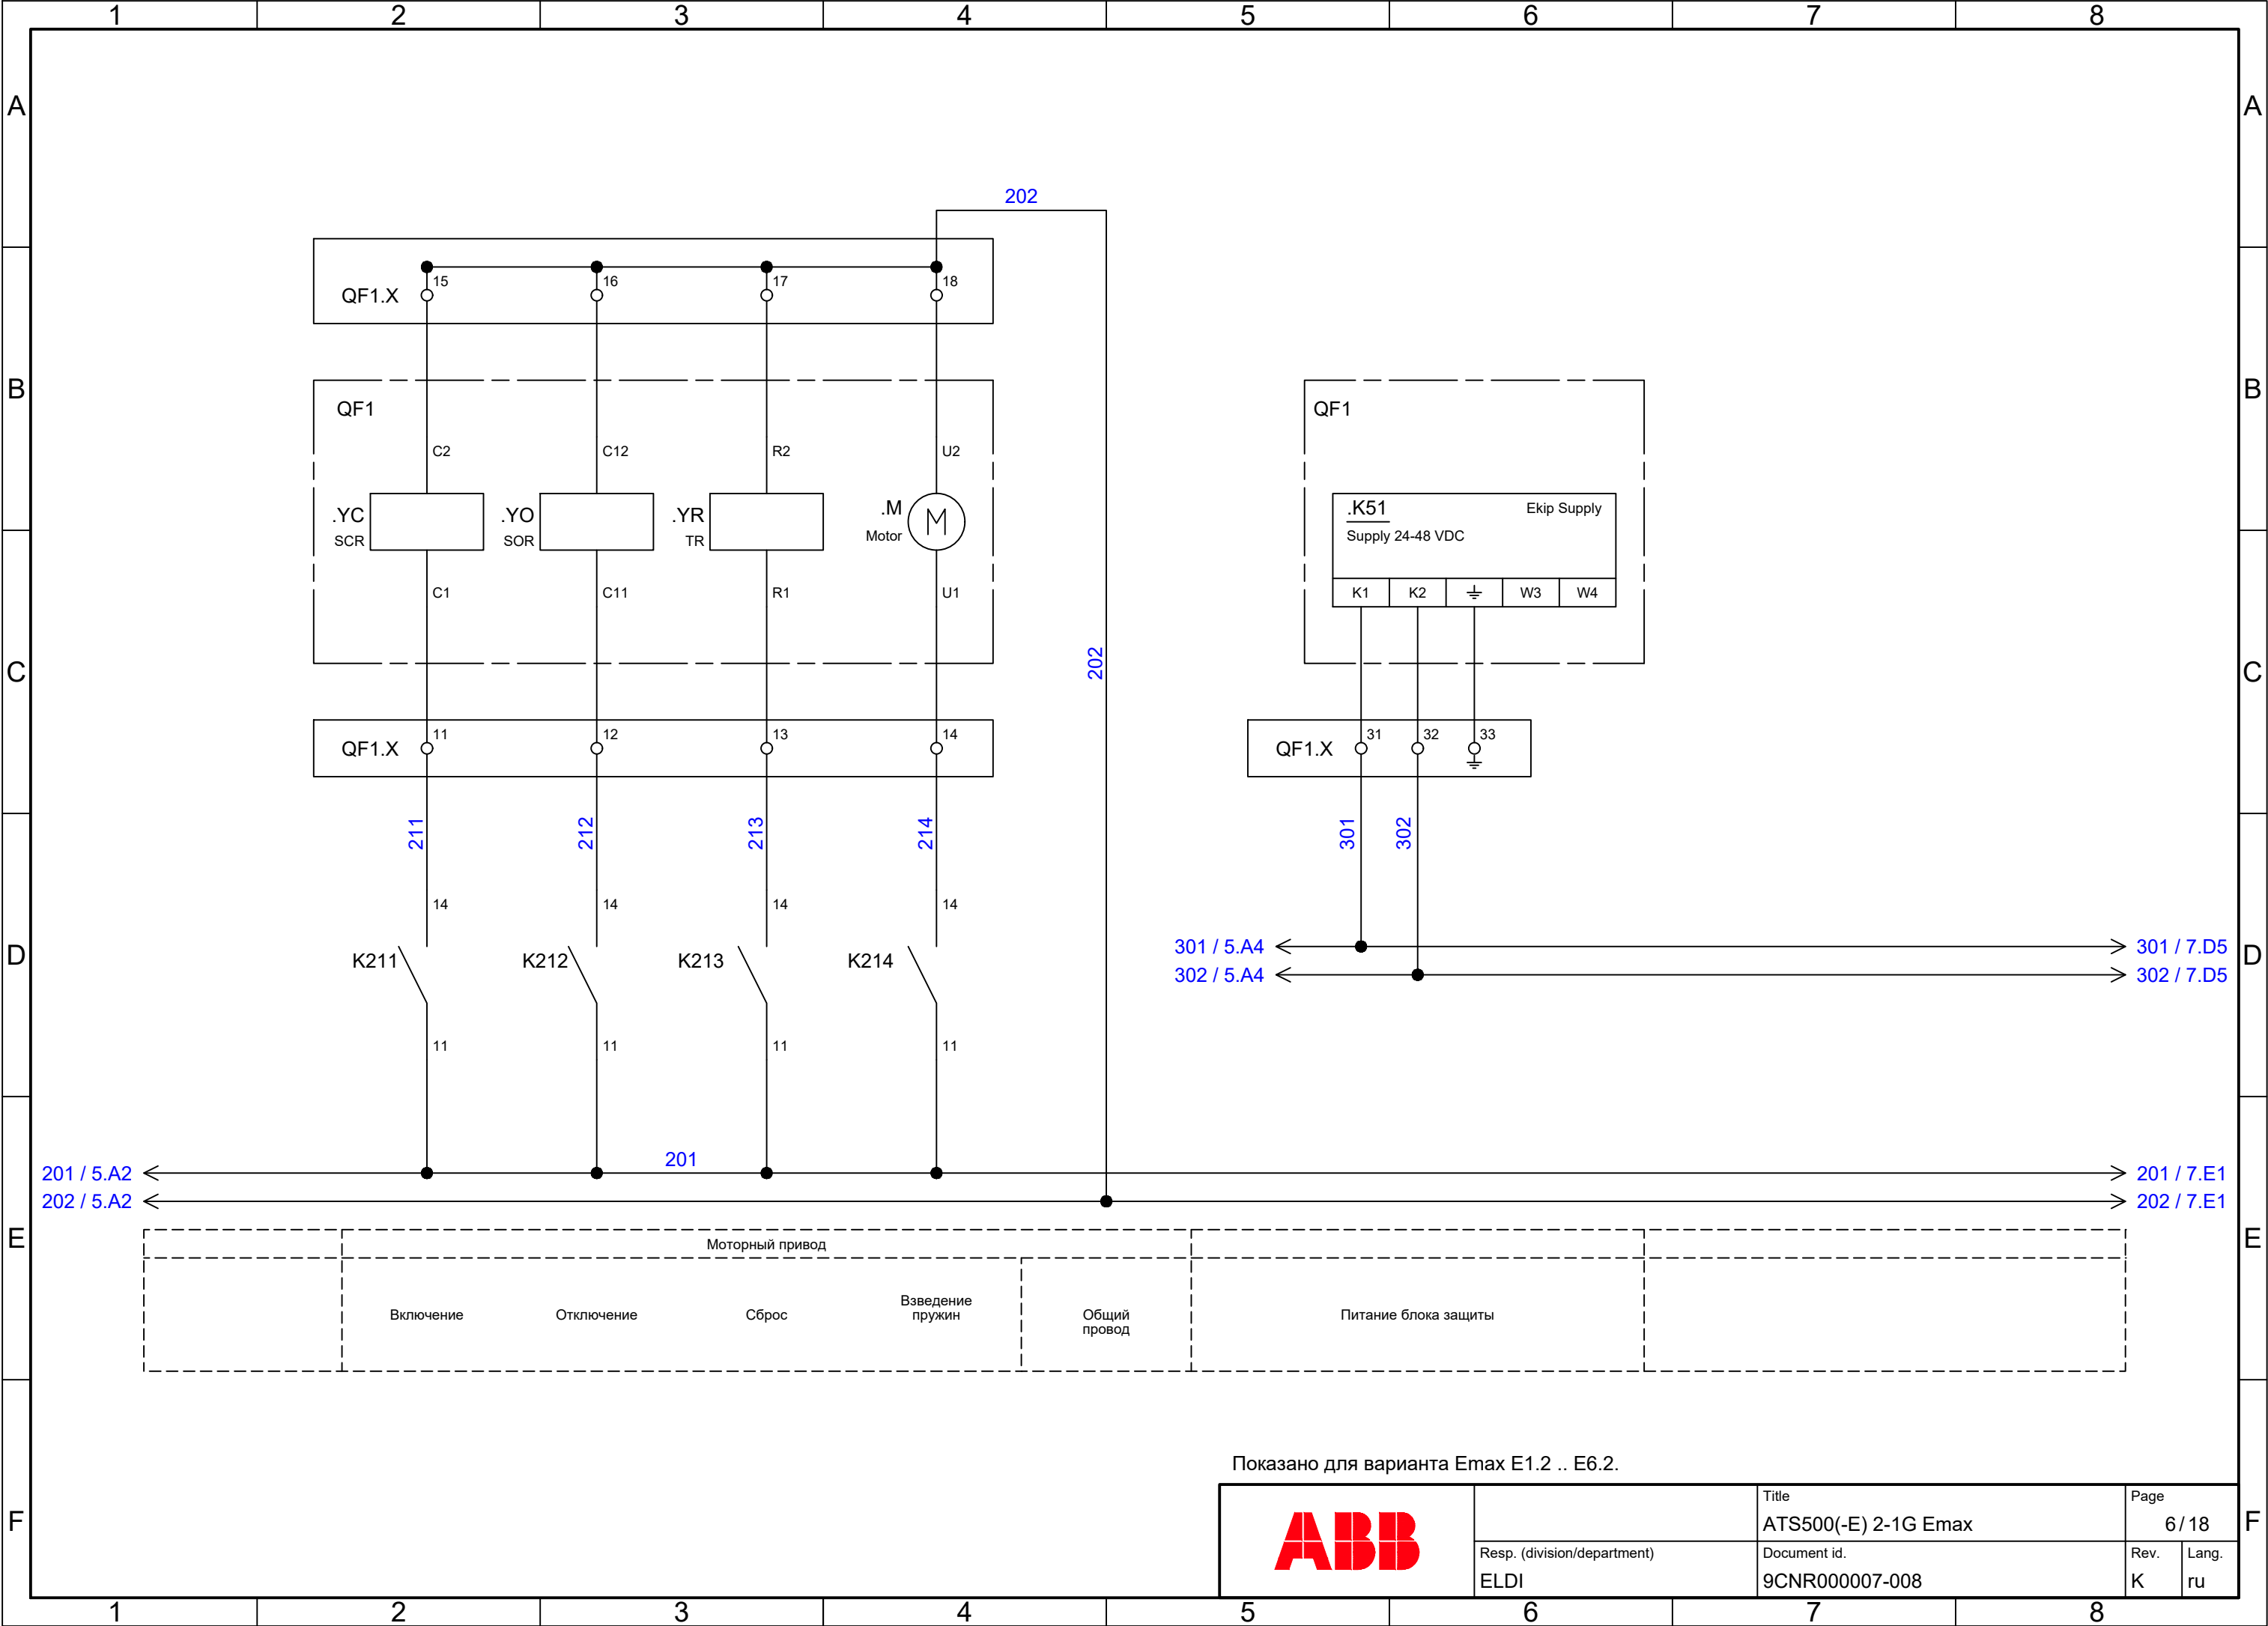 1 2 3 4 5 6 7 8
A A
202
15 16 17 18
QF1.X
B B
QF1 QF1
C2 C12 R2 U2
.YC
SCR
.YO
SOR
.YR
TR
.M
Motor
M
.K51 Ekip Supply
Supply 24-48 VDC
K1 K2 W3 W4
C1 C11 R1 U1
202
C C
11 12 13 14
QF1.X
31 32 33
QF1.X
211 212 213 214
301 302
14 14 14 14
K211 K212 K213 K214
D D
301 / 5.A4 301 / 7.D5
302 / 5.A4 302 / 7.D5
11 11 11 11
201
201 / 5.A2 201 / 7.E1
202 / 5.A2 202 / 7.E1
E E
Моторный привод
Включение
Отключение
Сброс
Взведение
пружин
Общий
провод
Питание блока защиты
Показано для варианта Emax E1.2 .. E6.2.
F F
ABB
Title
ATS500(-E) 2-1G Emax
Page
6/18
Resp. (division/department)
ELDI
Document id.
9CNR000007-008
Rev.
K
Lang.
ru
1 2 3 4 5 6 7 8